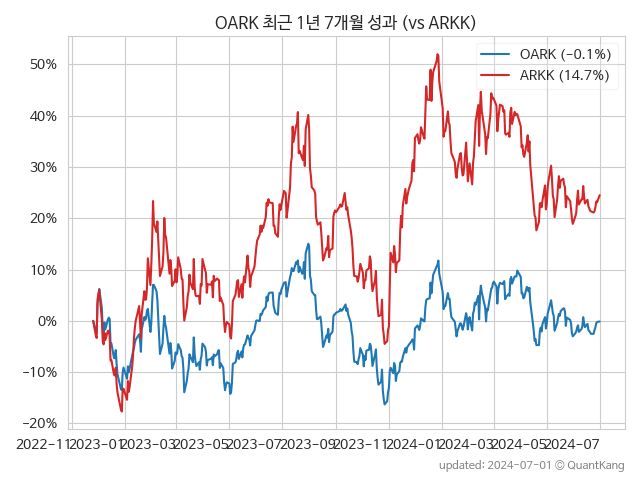 OARK 최근 1년 7개월 성과 (vs ARKK)
OARK (−0.1%)
ARKK (14.7%)
50%
40%
30%
20%
10%
0%
−10%
−20%
2022-11 2023-01 2023-03 2023-05 2023-07 2023-09 2023-11 2024-01 2024-03 2024-05 2024-07
updated: 2024-07-01 © QuantKang